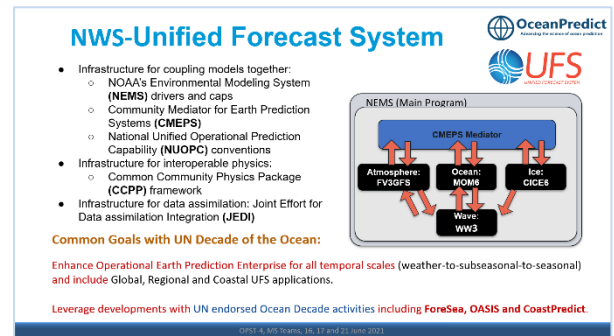 NWS-Unified Forecast System
OceanPredict
Advancing the science of ocean prediction
UFS
UNIFIED FORECAST SYSTEM
● Infrastructure for coupling models together:
○ NOAA's Environmental Modeling System
(NEMS) drivers and caps
○ Community Mediator for Earth Prediction
Systems (CMEPS)
○ National Unified Operational Prediction
Capability (NUOPC) conventions
● Infrastructure for interoperable physics:
○ Common Community Physics Package
(CCPP) framework
● Infrastructure for data assimilation: Joint Effort for
Data assimilation Integration (JEDI)
NEMS (Main Program)
CMEPS Mediator
Atmosphere:
FV3GFS
Ocean:
MOM6
Ice:
CICE6
Wave:
WW3
Common Goals with UN Decade of the Ocean:
Enhance Operational Earth Prediction Enterprise for all temporal scales (weather-to-subseasonal-to-seasonal)
and include Global, Regional and Coastal UFS applications.
Leverage developments with UN endorsed Ocean Decade activities including ForeSea, OASIS and CoastPredict.
OPST-4, MS Teams, 16, 17 and 21 June 2021